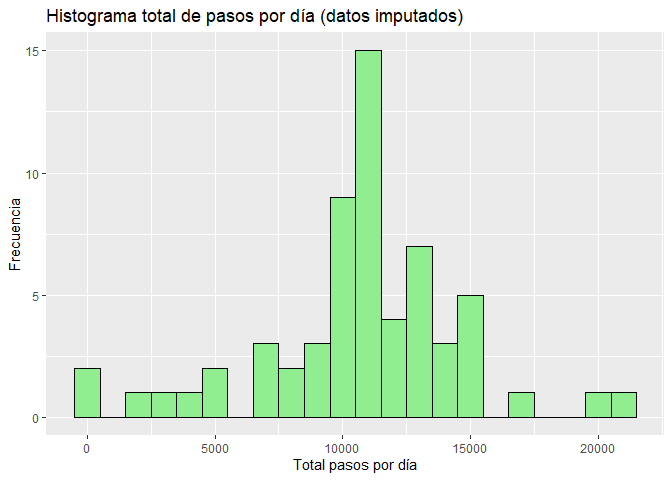 Histograma total de pasos por día (datos imputados)
Frecuencia
15
10
5
0
0 5000 10000 15000 20000
Total pasos por día